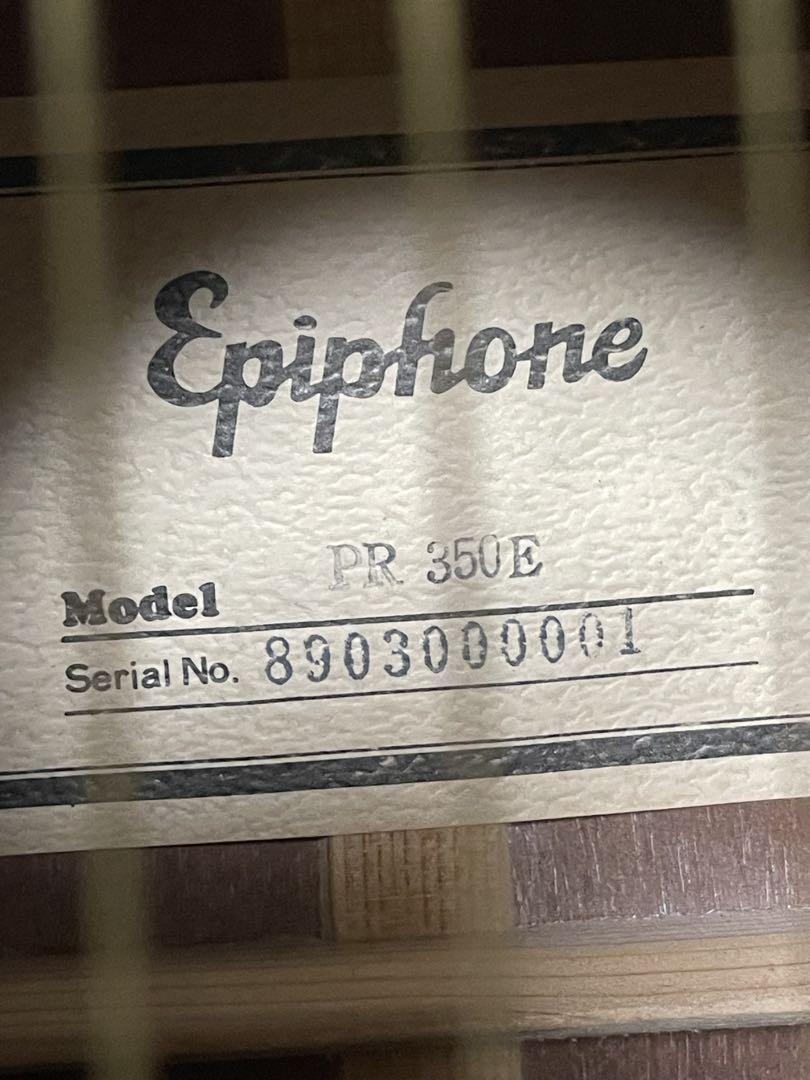 Epiphone
Model PR 350E
Serial No. 8903000001